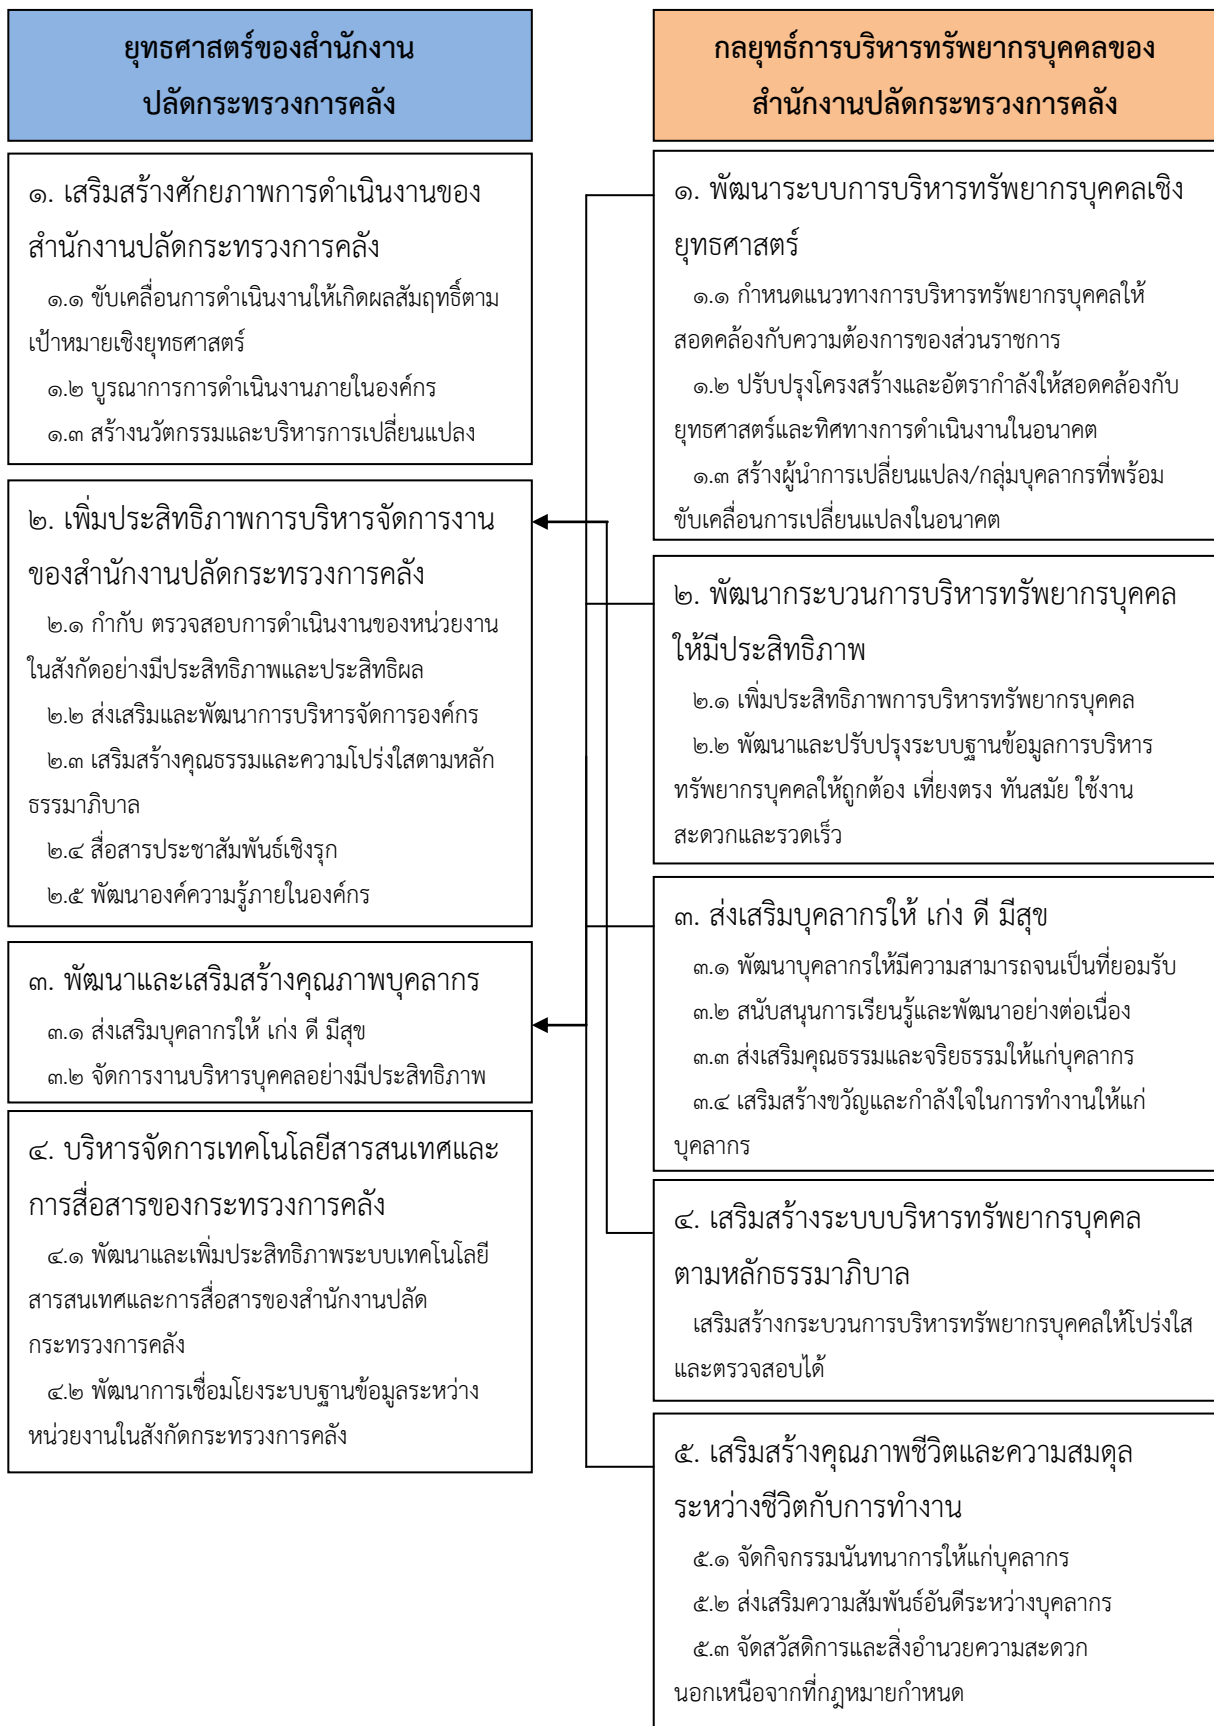 ยุทธศาสตร์ของสำนักงาน
ปลัดกระทรวงการคลัง
๑. เสริมสร้างศักยภาพการดำเนินงานของ
สำนักงานปลัดกระทรวงการคลัง
๑.๑ ขับเคลื่อนการดำเนินงานให้เกิดผลสัมฤทธิ์ตาม
เป้าหมายเชิงยุทธศาสตร์
๑.๒ บูรณาการการดำเนินงานภายในองค์กร
๑.๓ สร้างนวัตกรรมและบริหารการเปลี่ยนแปลง
๒. เพิ่มประสิทธิภาพการบริหารจัดการงาน
ของสำนักงานปลัดกระทรวงการคลัง
๒.๑ กำกับ ตรวจสอบการดำเนินงานของหน่วยงาน
ในสังกัดอย่างมีประสิทธิภาพและประสิทธิผล
๒.๒ ส่งเสริมและพัฒนาการบริหารจัดการองค์กร
๒.๓ เสริมสร้างคุณธรรมและความโปร่งใสตามหลัก
ธรรมาภิบาล
๒.๔ สื่อสารประชาสัมพันธ์เชิงรุก
๒.๕ พัฒนาองค์ความรู้ภายในองค์กร
๓. พัฒนาและเสริมสร้างคุณภาพบุคลากร
๓.๑ ส่งเสริมบุคลากรให้ เก่ง ดี มีสุข
๓.๒ จัดการงานบริหารบุคคลอย่างมีประสิทธิภาพ
๔. บริหารจัดการเทคโนโลยีสารสนเทศและ
การสื่อสารของกระทรวงการคลัง
๔.๑ พัฒนาและเพิ่มประสิทธิภาพระบบเทคโนโลยี
สารสนเทศและการสื่อสารของสำนักงานปลัด
กระทรวงการคลัง
๔.๒ พัฒนาการเชื่อมโยงระบบฐานข้อมูลระหว่าง
หน่วยงานในสังกัดกระทรวงการคลัง
กลยุทธ์การบริหารทรัพยากรบุคคลของ
สำนักงานปลัดกระทรวงการคลัง
๑. พัฒนาระบบการบริหารทรัพยากรบุคคลเชิง
ยุทธศาสตร์
๑.๑ กำหนดแนวทางการบริหารทรัพยากรบุคคลให้
สอดคล้องกับความต้องการของส่วนราชการ
๑.๒ ปรับปรุงโครงสร้างและอัตรากำลังให้สอดคล้องกับ
ยุทธศาสตร์และทิศทางการดำเนินงานในอนาคต
๑.๓ สร้างผู้นำการเปลี่ยนแปลง/กลุ่มบุคลากรที่พร้อม
ขับเคลื่อนการเปลี่ยนแปลงในอนาคต
๒. พัฒนากระบวนการบริหารทรัพยากรบุคคล
ให้มีประสิทธิภาพ
๒.๑ เพิ่มประสิทธิภาพการบริหารทรัพยากรบุคคล
๒.๒ พัฒนาและปรับปรุงระบบฐานข้อมูลการบริหาร
ทรัพยากรบุคคลให้ถูกต้อง เที่ยงตรง ทันสมัย ใช้งาน
สะดวกและรวดเร็ว
๓. ส่งเสริมบุคลากรให้ เก่ง ดี มีสุข
๓.๑ พัฒนาบุคลากรให้มีความสามารถจนเป็นที่ยอมรับ
๓.๒ สนับสนุนการเรียนรู้และพัฒนาอย่างต่อเนื่อง
๓.๓ ส่งเสริมคุณธรรมและจริยธรรมให้แก่บุคลากร
๓.๔ เสริมสร้างขวัญและกำลังใจในการทำงานให้แก่
บุคลากร
๔. เสริมสร้างระบบบริหารทรัพยากรบุคคล
ตามหลักธรรมาภิบาล
เสริมสร้างกระบวนการบริหารทรัพยากรบุคคลให้โปร่งใส
และตรวจสอบได้
๕. เสริมสร้างคุณภาพชีวิตและความสมดุล
ระหว่างชีวิตกับการทำงาน
๕.๑ จัดกิจกรรมนันทนาการให้แก่บุคลากร
๕.๒ ส่งเสริมความสัมพันธ์อันดีระหว่างบุคลากร
๕.๓ จัดสวัสดิการและสิ่งอำนวยความสะดวก
นอกเหนือจากที่กฎหมายกำหนด